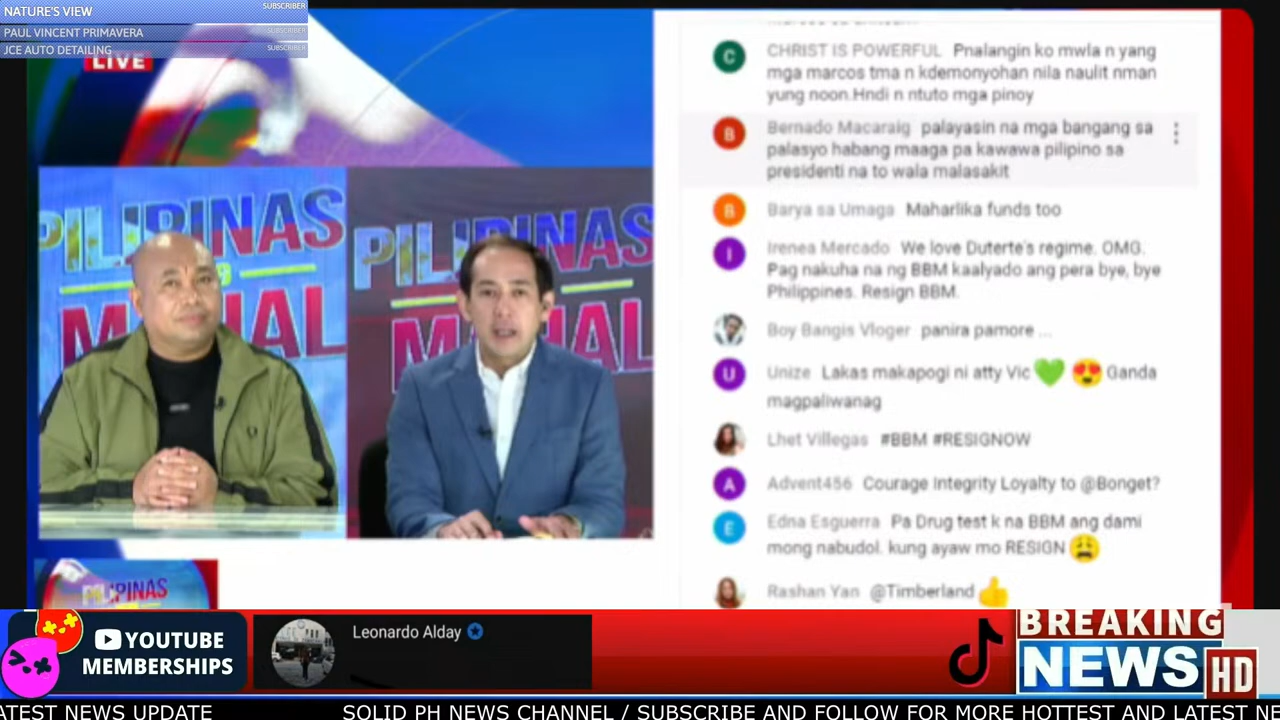 NATURE'S VIEW
SUBSCRIBER
PAUL VINCENT PRIMAVERA
SUBSCRIBER
JCE AUTO DETAILING
SUBSCRIBER
LIVE
PILIPINAS
PILIPINAS
CHRIST IS POWERFUL Pnalangin ko mwla n yang
mga marcos tma n kdemonyohan nila naulit nman
yung noon.Hndi n ntuto mga pinoy
Bernado Macaraig palayasin na mga bangang sa
palasyo habang maaga pa kawawa pilipino sa
presidenti na to wala malasakit
Barya sa Umaga Maharlika funds too
Irenea Mercado We love Duterte's regime. OMG.
Pag nakuha na ng BBM kaalyado ang pera bye, bye
Philippines. Resign BBM.
Boy Bangis Vloger panira pamore ...
Unize Lakas makapogi ni atty Vic💚 😍 Ganda
magpaliwanag
Lhet Villegas #BBM #RESIGNOW
Advent456 Courage Integrity Loyalty to @Bonget?
Edna Esguerra Pa Drug test k na BBM ang dami
mong nabudol. kung ayaw mo RESIGN😩
Rashan Yan @Timberland👍
PILIPINAS
YOUTUBE
MEMBERSHIPS
Leonardo Alday
BREAKING
NEWS HD
ATEST NEWS UPDATE SOLID PH NEWS CHANNEL / SUBSCRIBE AND FOLLOW FOR MORE HOTTEST AND LATEST NE